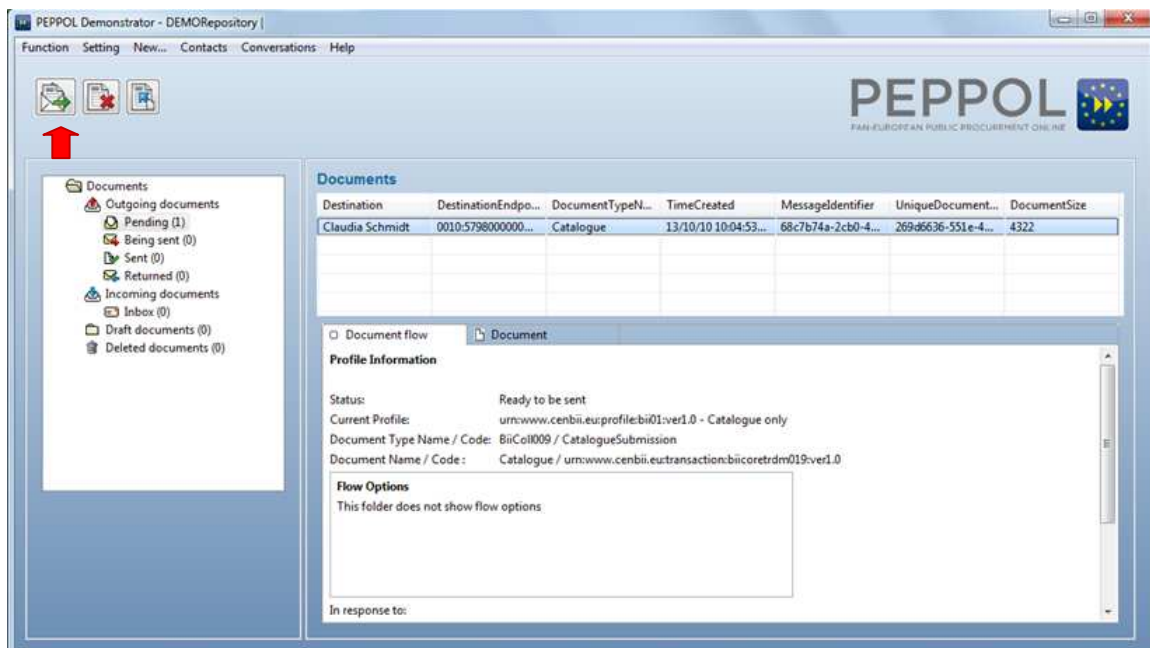 PEPPOL Demonstrator - DEMORepository |
Function Setting New... Contacts Conversations Help
PEPPOL
PAN-EUROPEAN PUBLIC PROCUREMENT ONLINE
Documents
Outgoing documents
Pending (1)
Being sent (0)
Sent (0)
Returned (0)
Incoming documents
Inbox (0)
Draft documents (0)
Deleted documents (0)
Documents
Destination DestinationEndpo... DocumentTypeN... TimeCreated MessageIdentifier UniqueDocument... DocumentSize
Claudia Schmidt 0010:5798000000... Catalogue 13/10/10 10:04:53... 68c7b74a-2cb0-4... 269d6636-551e-4... 4322
Document flow Document
Profile Information
Status: Ready to be sent
Current Profile: urn:www.cenbii.eu:profile:bii01:ver1.0 - Catalogue only
Document Type Name / Code: BiiColl009 / CatalogueSubmission
Document Name / Code : Catalogue / urn:www.cenbii.eu:transaction:biicoretrdm019:ver1.0
Flow Options
This folder does not show flow options
In response to: